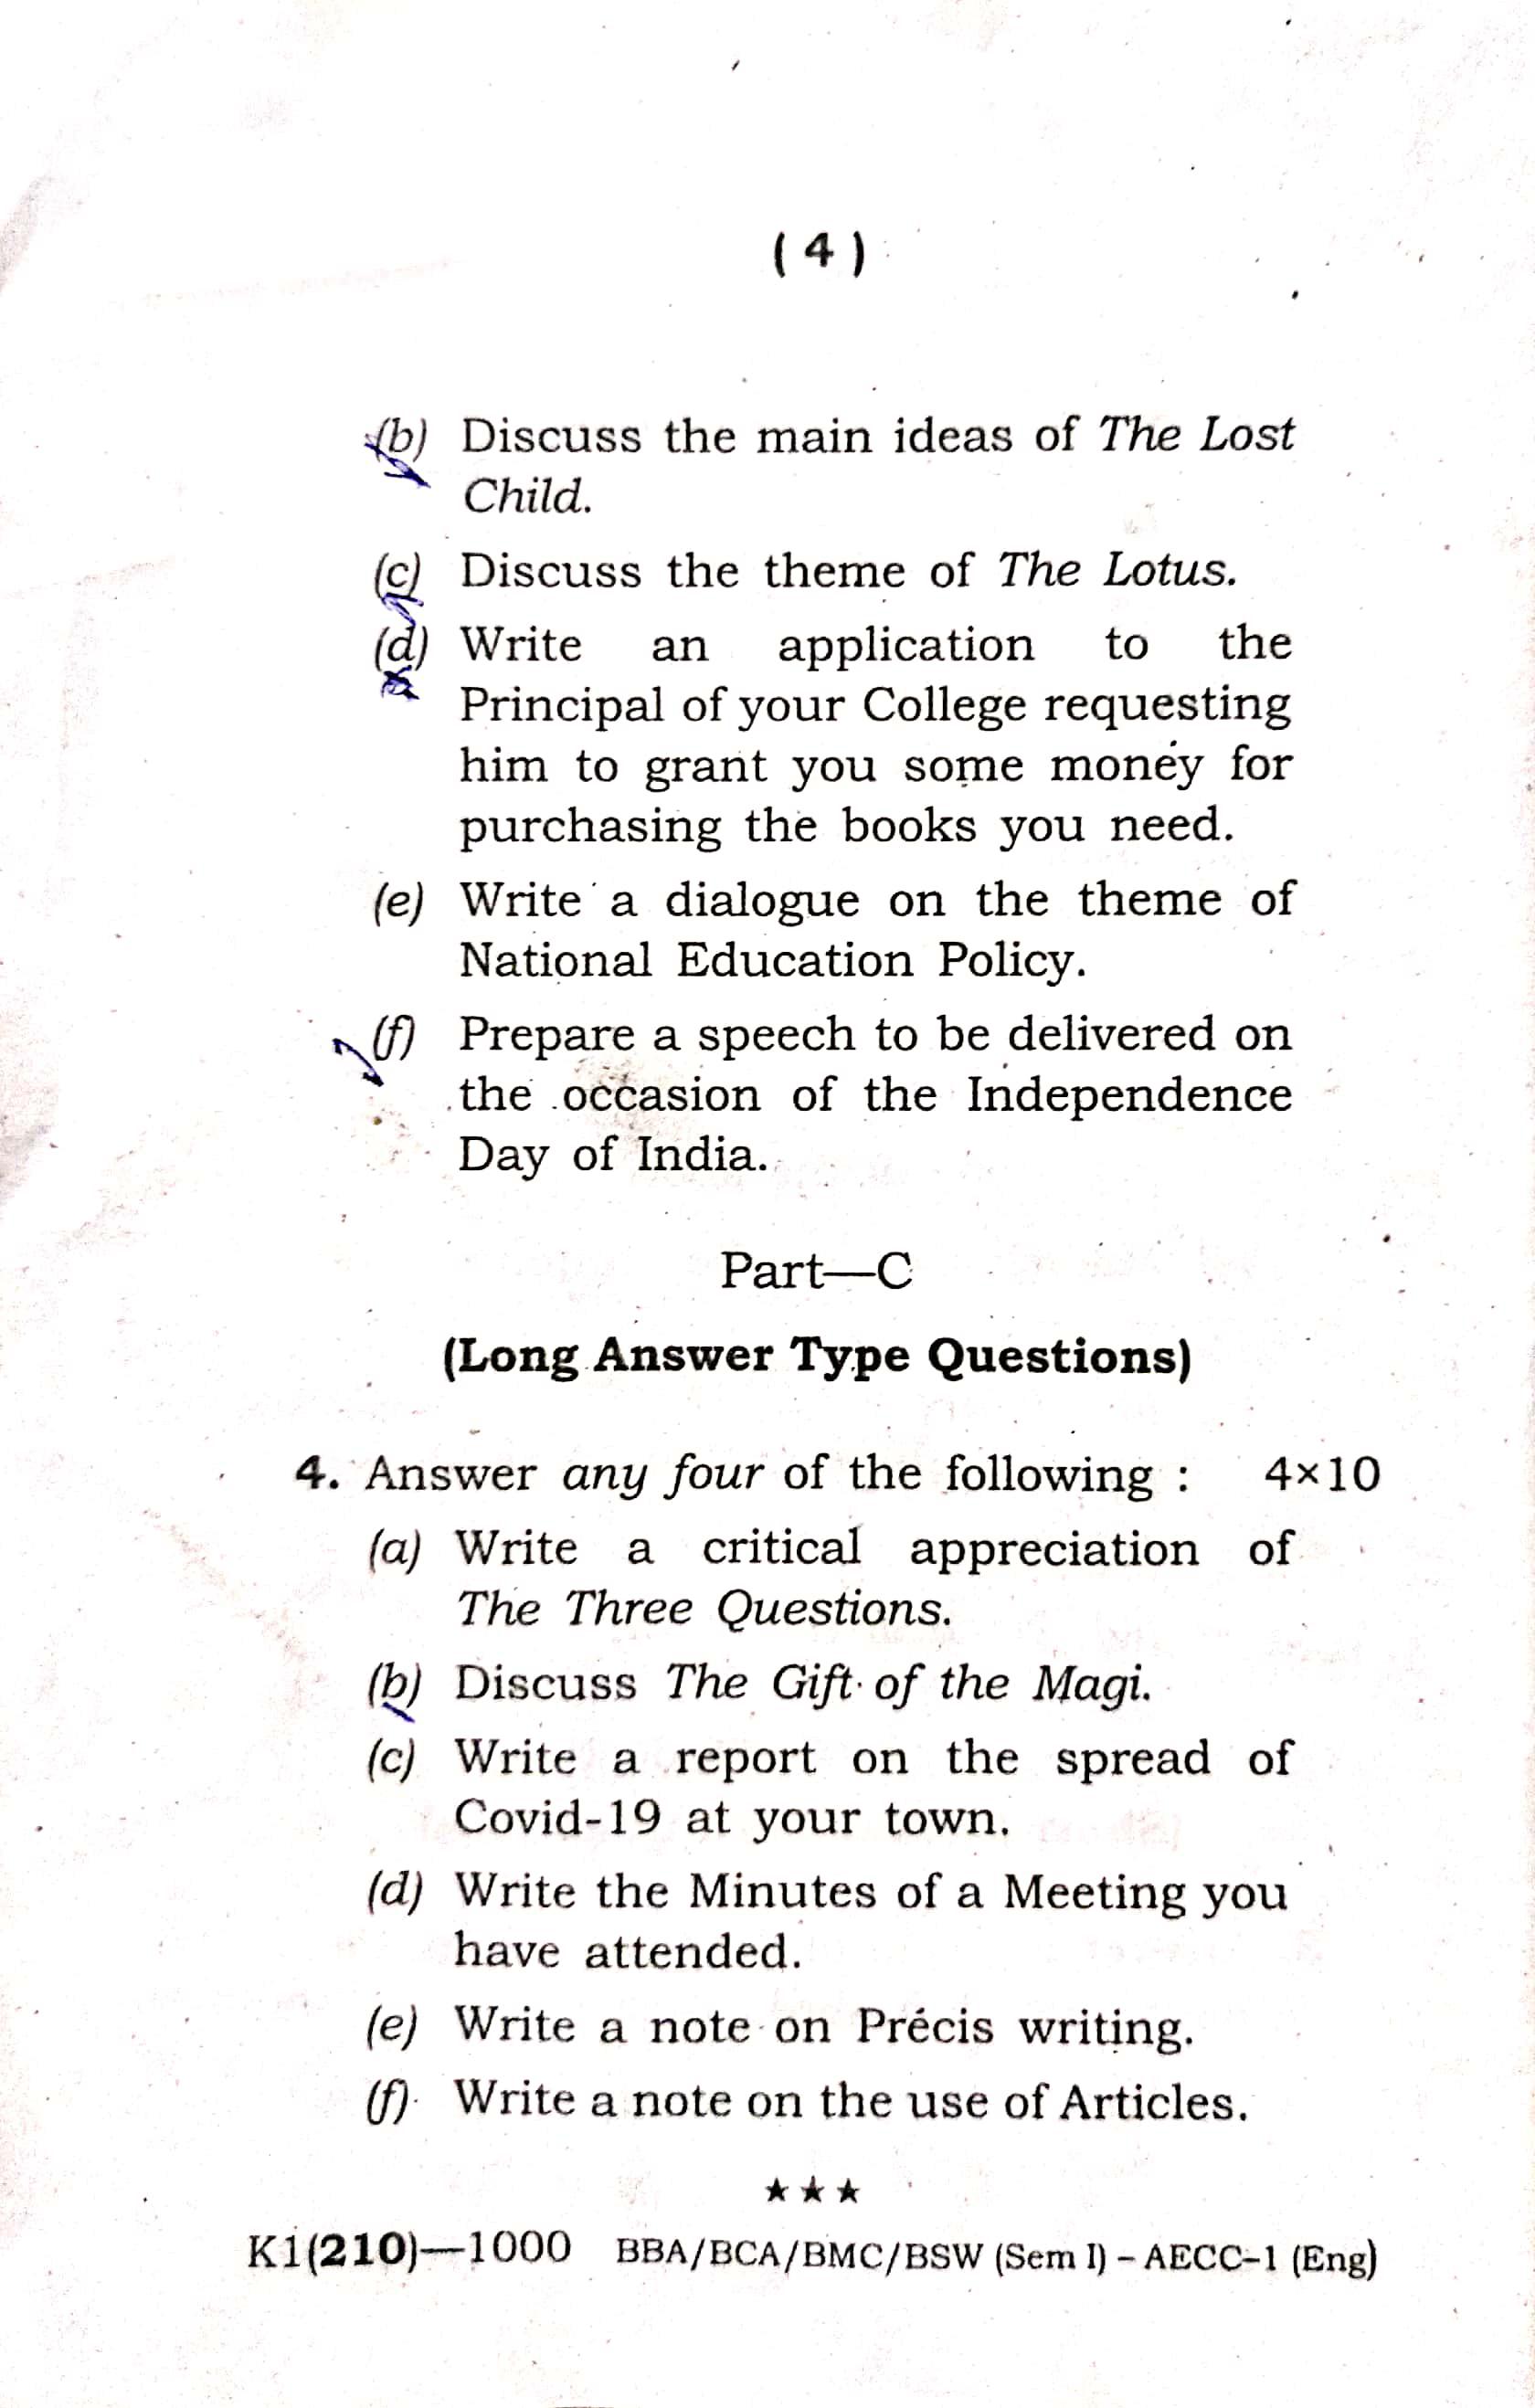 ( 4 )
(b) Discuss the main ideas of The Lost
Child.
(c) Discuss the theme of The Lotus.
(d) Write an application to the
Principal of your College requesting
him to grant you some money for
purchasing the books you need.
(e) Write a dialogue on the theme of
National Education Policy.
(f) Prepare a speech to be delivered on
the occasion of the Independence
Day of India.
Part—C
(Long Answer Type Questions)
4. Answer any four of the following : 4×10
(a) Write a critical appreciation of
The Three Questions.
(b) Discuss The Gift of the Magi.
(c) Write a report on the spread of
Covid-19 at your town.
(d) Write the Minutes of a Meeting you
have attended.
(e) Write a note on Précis writing.
(f) Write a note on the use of Articles.
★ ★ ★
K1(210)—1000 BBA/BCA/BMC/BSW (Sem I) – AECC–1 (Eng)